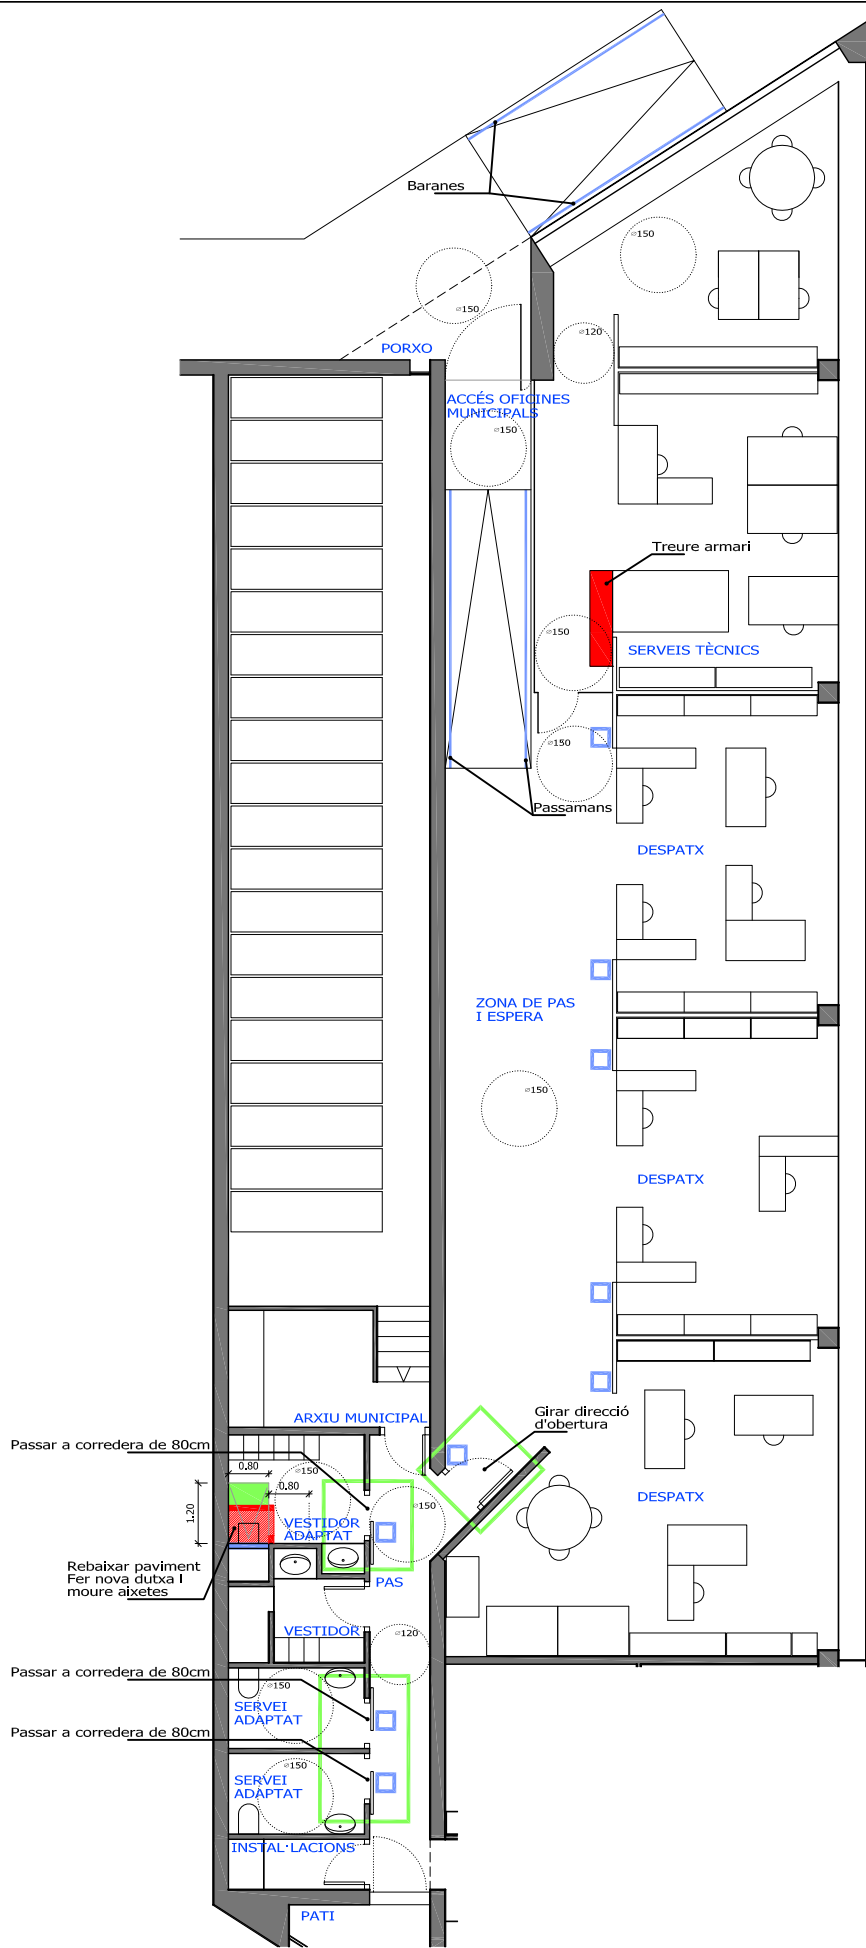 Baranes
⌀150
⌀150
⌀120
PORXO
ACCÉS OFICINES
MUNICIPALS
⌀150
Treure armari
⌀150
SERVEIS TÈCNICS
⌀150
Passamans
DESPATX
ZONA DE PAS
I ESPERA
⌀150
DESPATX
Girar direcció
d'obertura
ARXIU MUNICIPAL
Passar a corredera de 80cm
0.80
⌀150
0.80
⌀150
1.20
VESTIDOR
ADAPTAT
DESPATX
Rebaixar paviment
Fer nova dutxa I
moure aixetes
PAS
VESTIDOR
⌀120
Passar a corredera de 80cm
⌀150
SERVEI
ADAPTAT
Passar a corredera de 80cm
⌀150
SERVEI
ADAPTAT
INSTAL·LACIONS
PATI